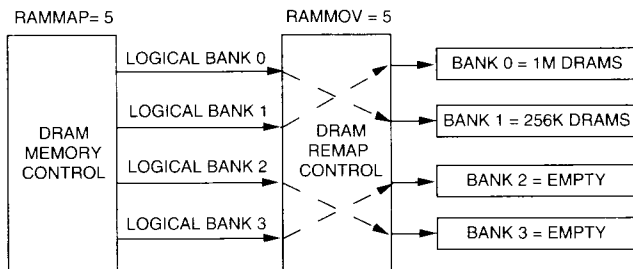 RAMMAP= 5
RAMMOV = 5
LOGICAL BANK 0
LOGICAL BANK 1
LOGICAL BANK 2
LOGICAL BANK 3
DRAM
MEMORY
CONTROL
DRAM
REMAP
CONTROL
BANK 0 = 1M DRAMS
BANK 1 = 256K DRAMS
BANK 2 = EMPTY
BANK 3 = EMPTY